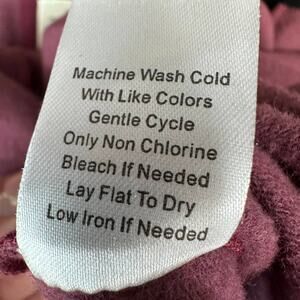 Machine Wash Cold
With Like Colors
Gentle Cycle
Only Non Chlorine
Bleach If Needed
Lay Flat To Dry
Low Iron If Needed